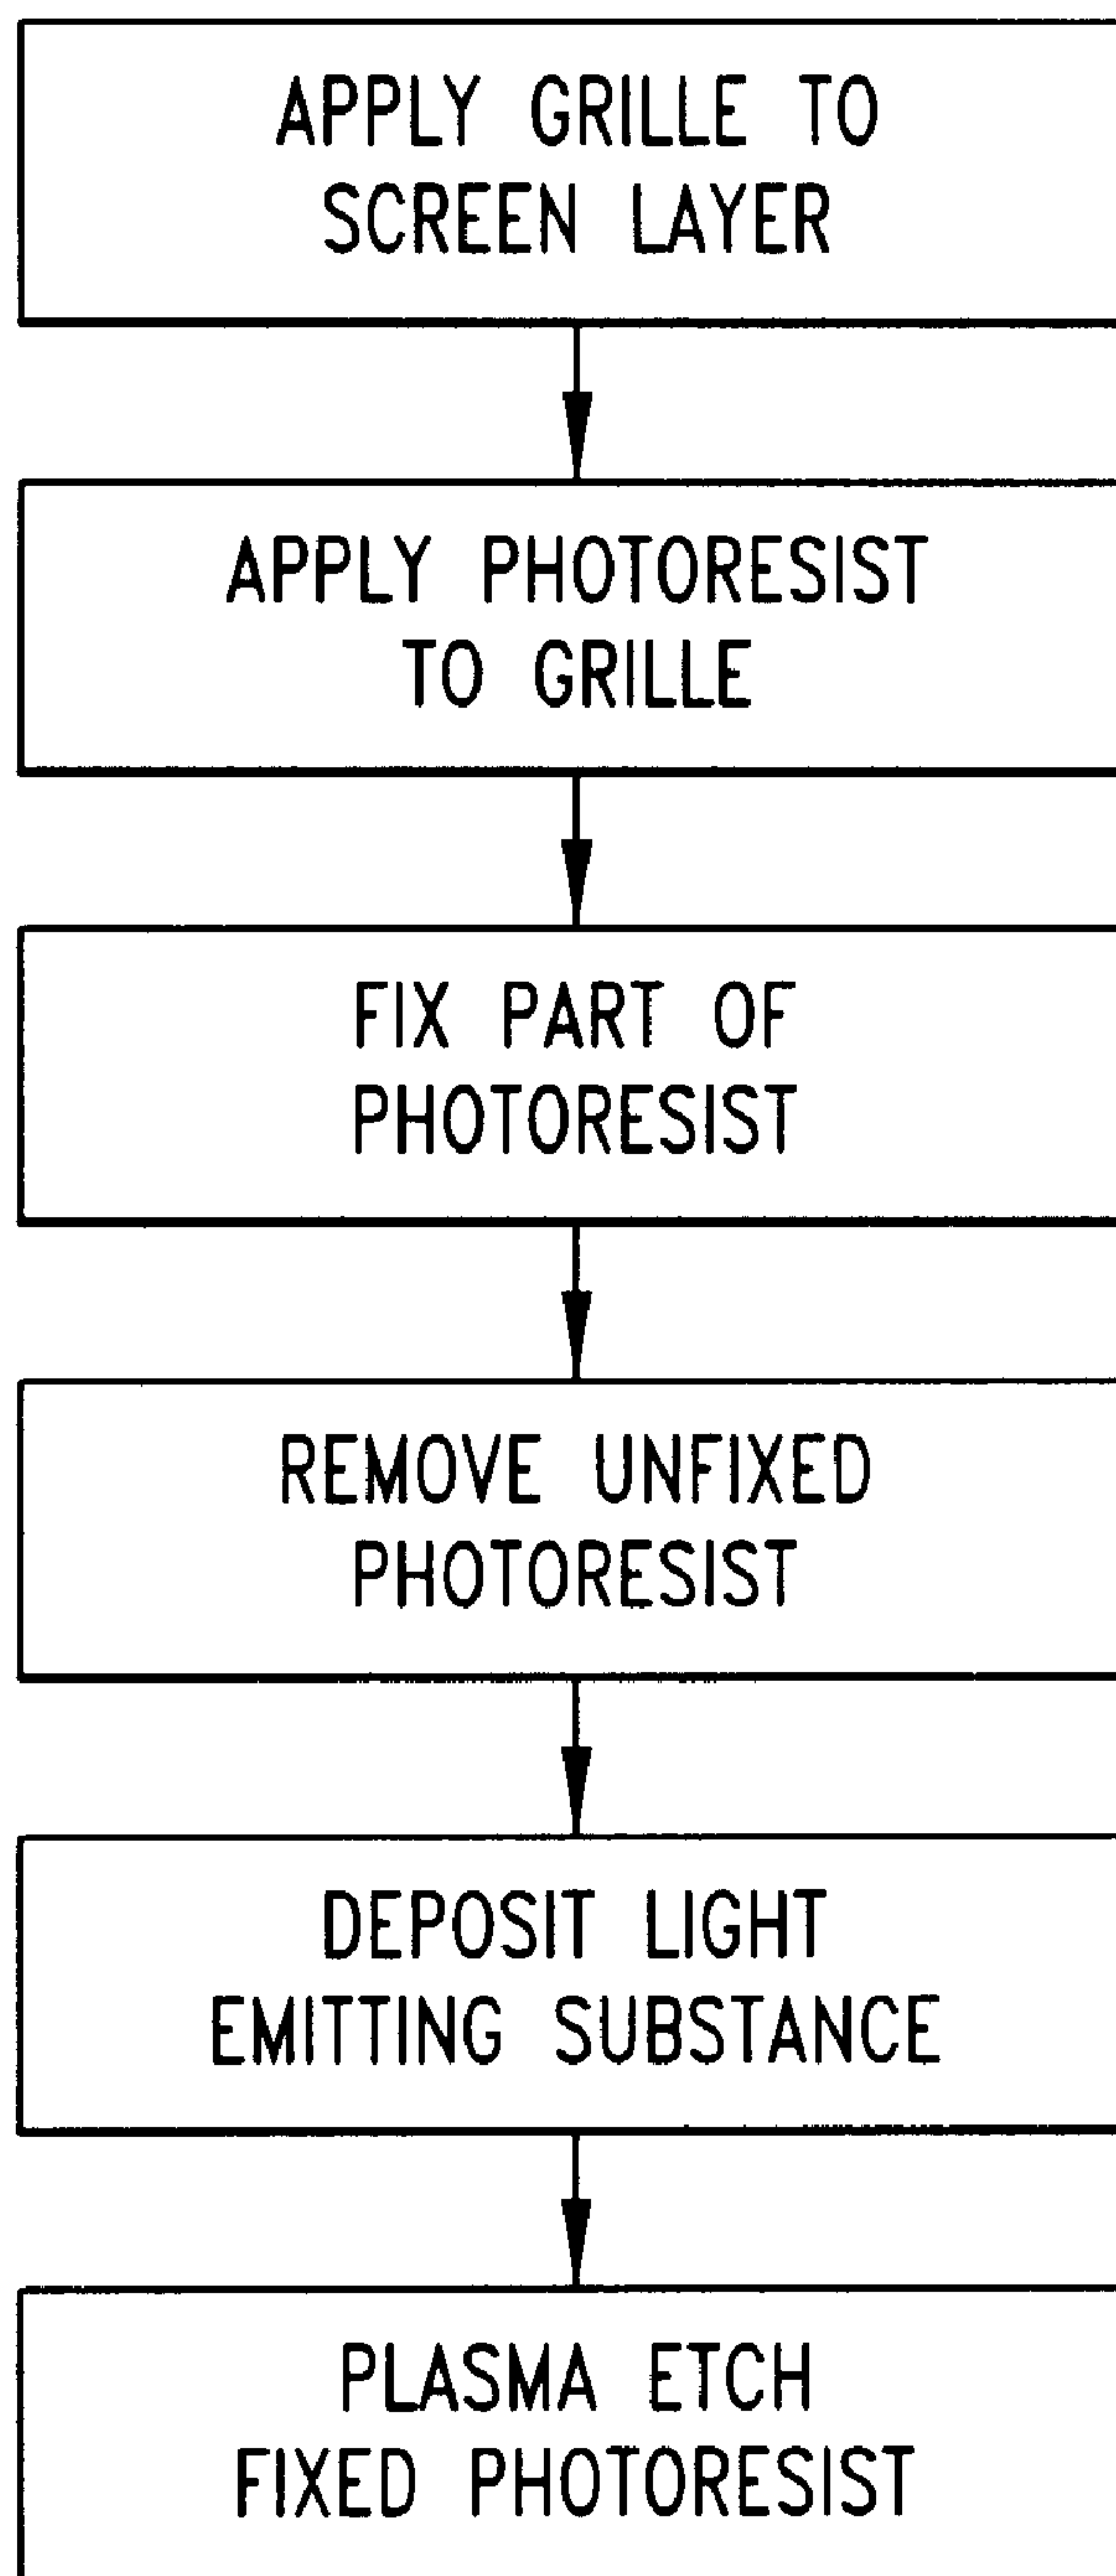 APPLY GRILLE TO
SCREEN LAYER
APPLY PHOTORESIST
TO GRILLE
FIX PART OF
PHOTORESIST
REMOVE UNFIXED
PHOTORESIST
DEPOSIT LIGHT
EMITTING SUBSTANCE
PLASMA ETCH
FIXED PHOTORESIST